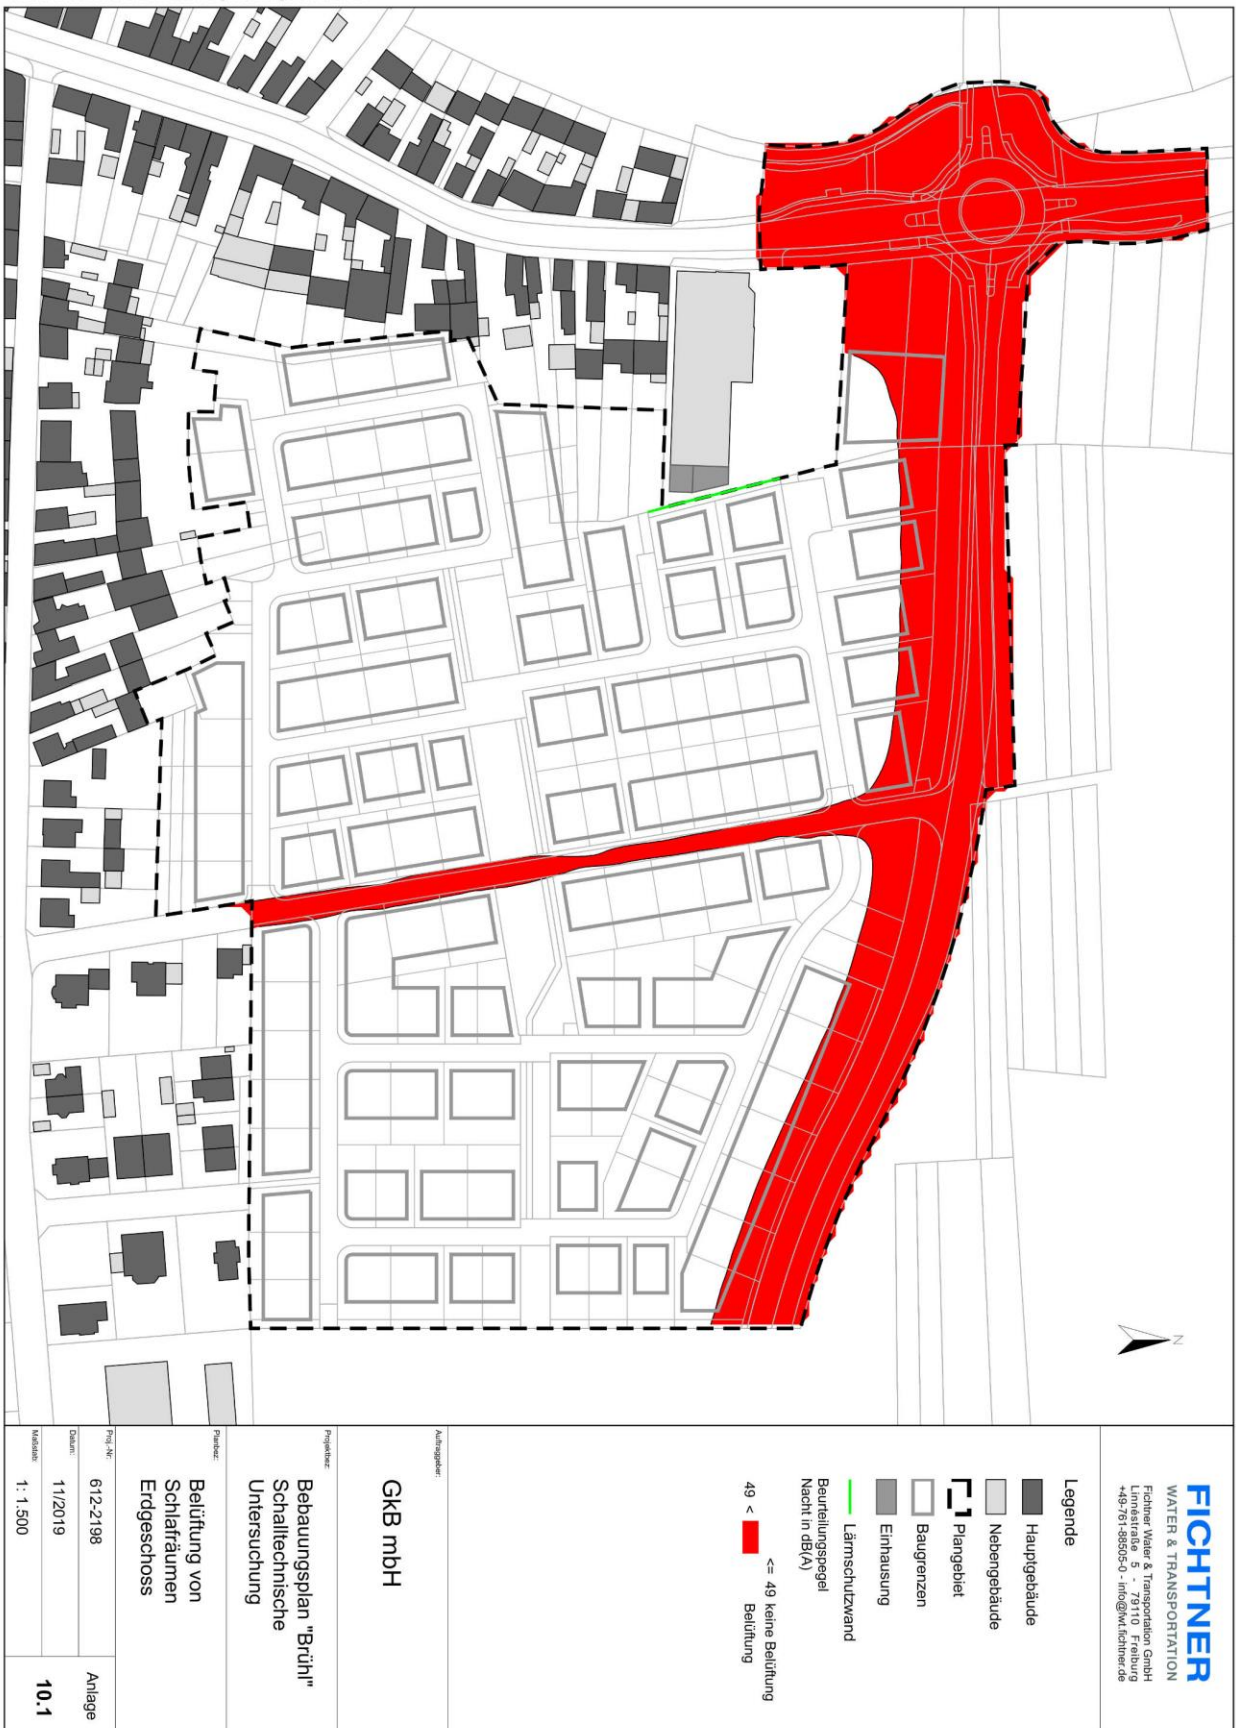 FICHTNER
WATER & TRANSPORTATION
Fichtner Water & Transportation GmbH
Linnéstraße 5 - 79110 Freiburg
+49-761-88505-0 - info@fwt.fichtner.de
Legende
Hauptgebäude
Nebengebäude
Plangebiet
Baugrenzen
Einhausung
Lärmschutzwand
Beurteilungspegel
Nacht in dB(A)
<= 49 keine Belüftung
49 < Belüftung
Auftraggeber:
GkB mbH
Projektbez:
Bebauungsplan "Brühl"
Schalltechnische
Untersuchung
Planbez:
Belüftung von
Schlafräumen
Erdgeschoss
Proj.-Nr: 612-2198
Anlage
Datum: 11/2019
10.1
Maßstab: 1: 1.500
N